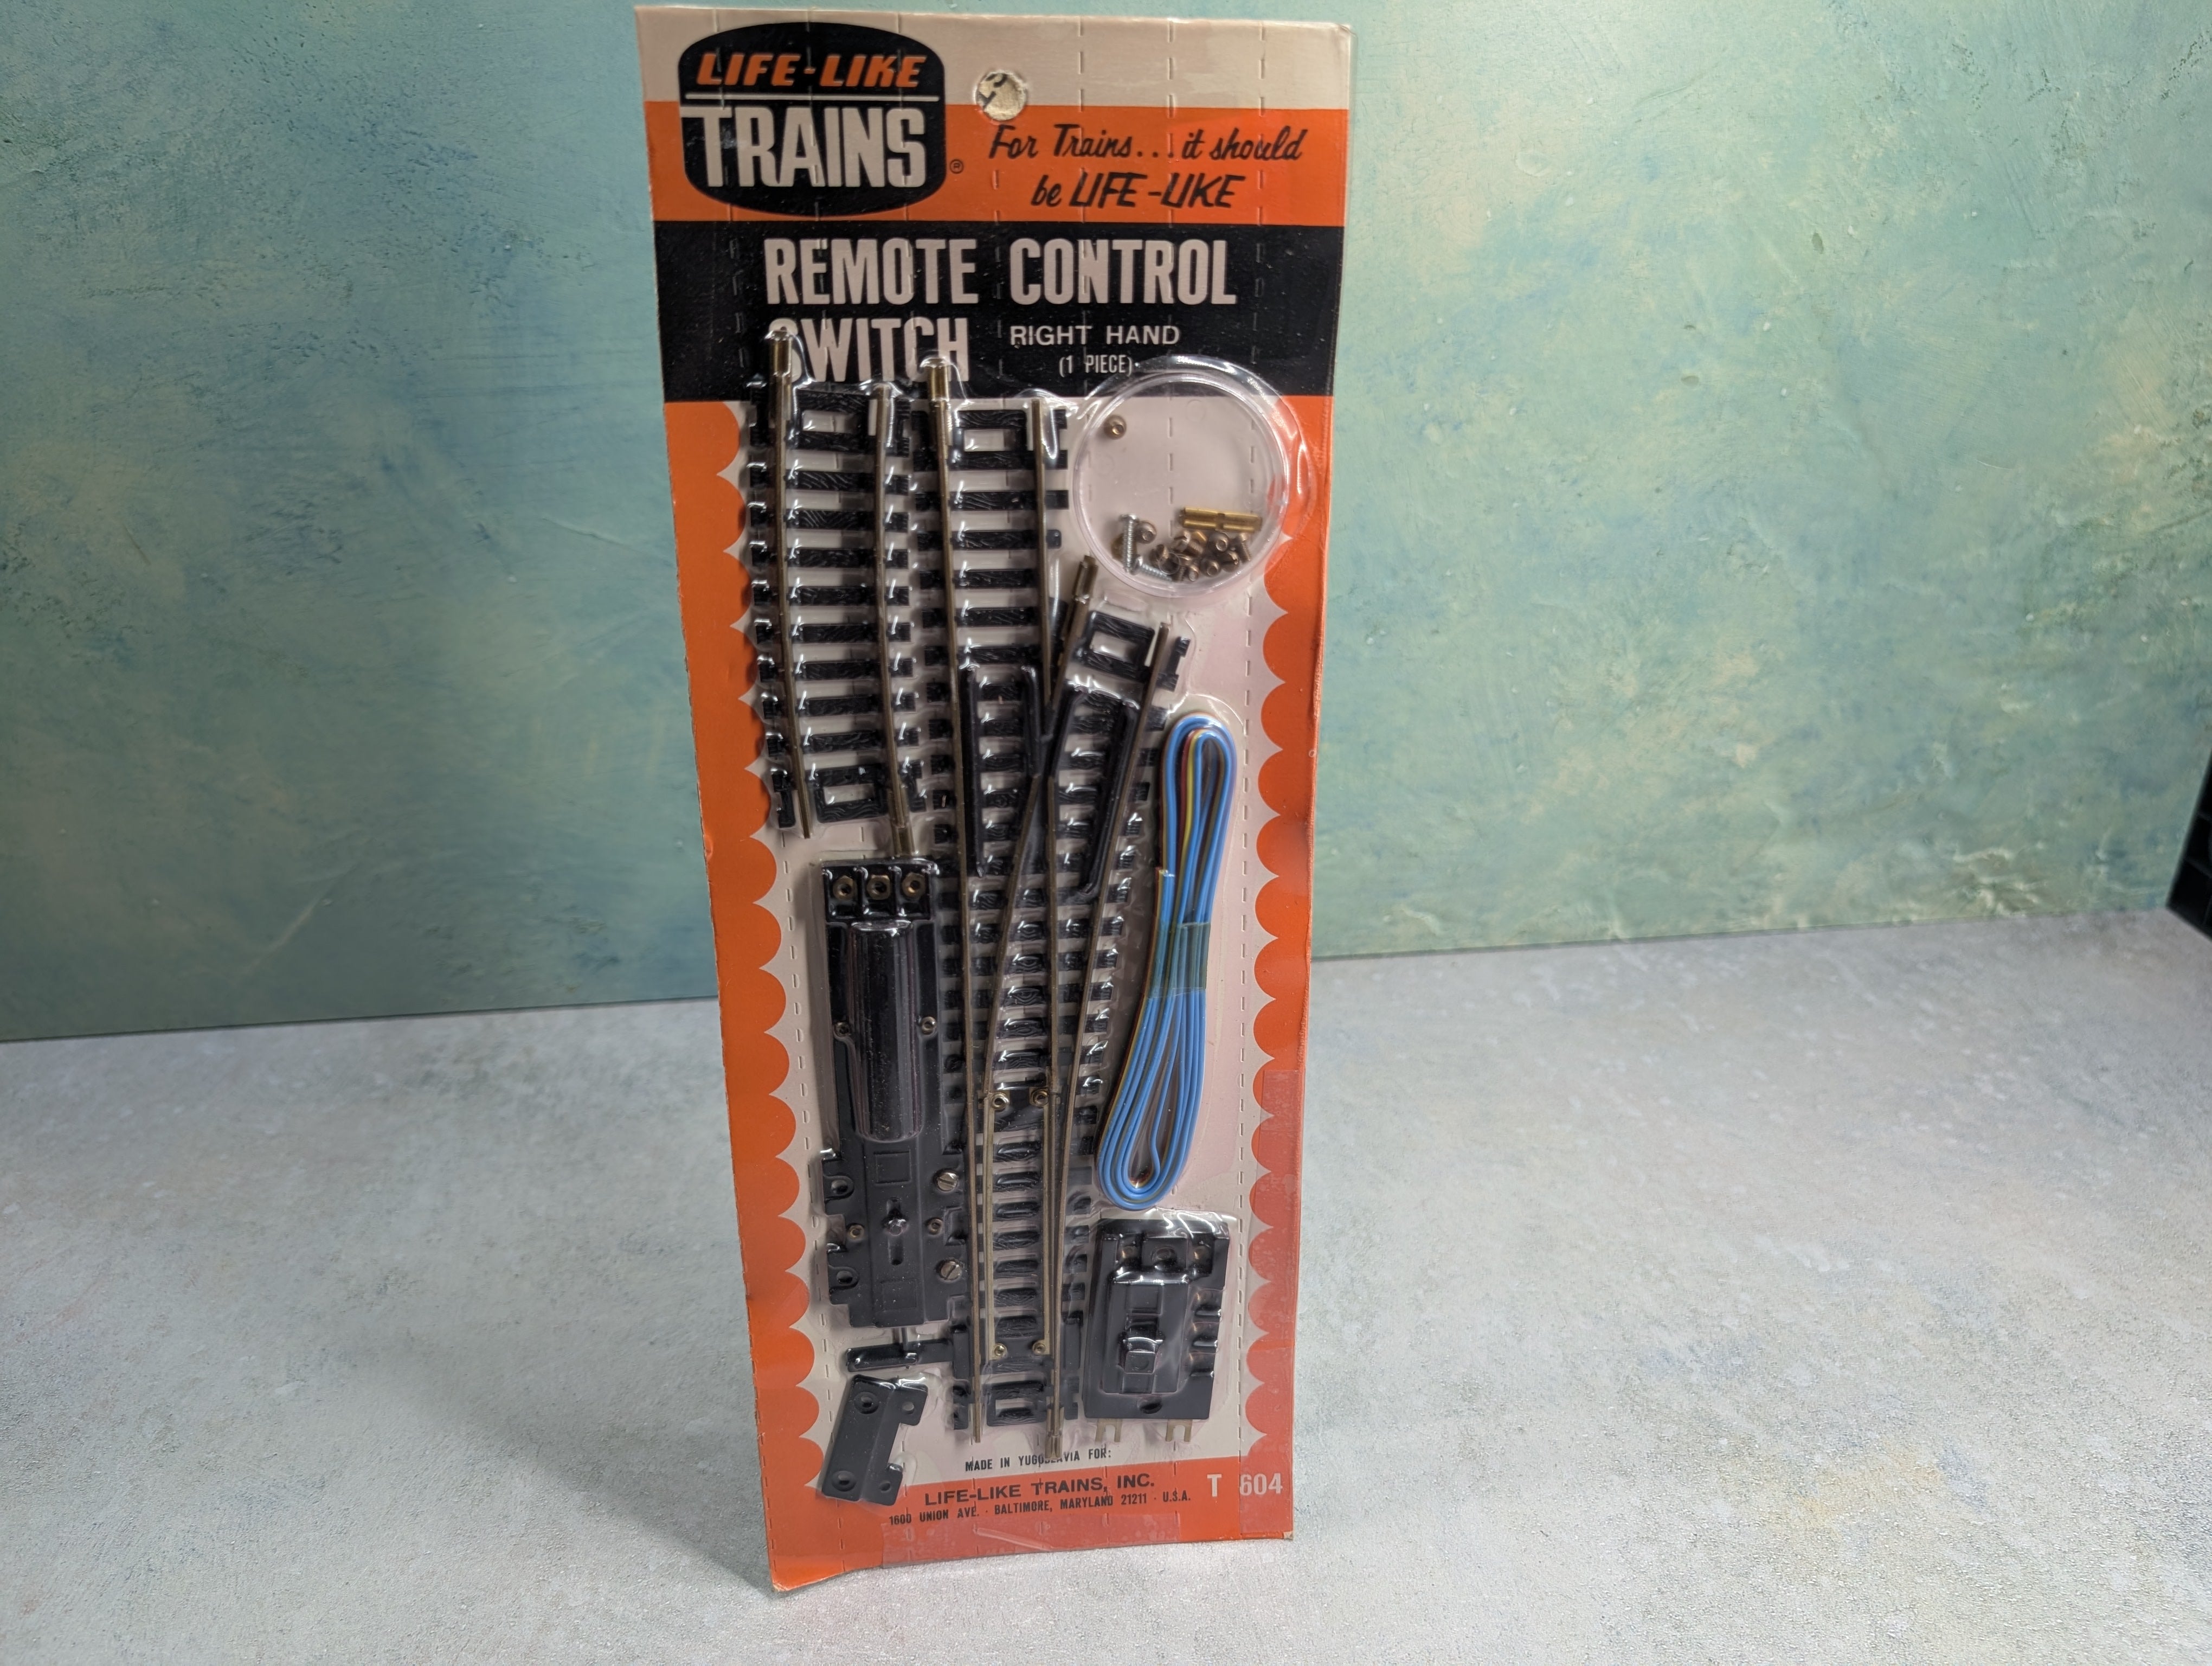 LIFE-LIKE
TRAINS ®
For Trains... it should
be LIFE-LIKE
REMOTE CONTROL
SWITCH RIGHT HAND
(1 PIECE)
MADE IN YUGOSLAVIA FOR:
LIFE-LIKE TRAINS, INC.
1600 UNION AVE. · BALTIMORE, MARYLAND 21211 · U.S.A.
T 604